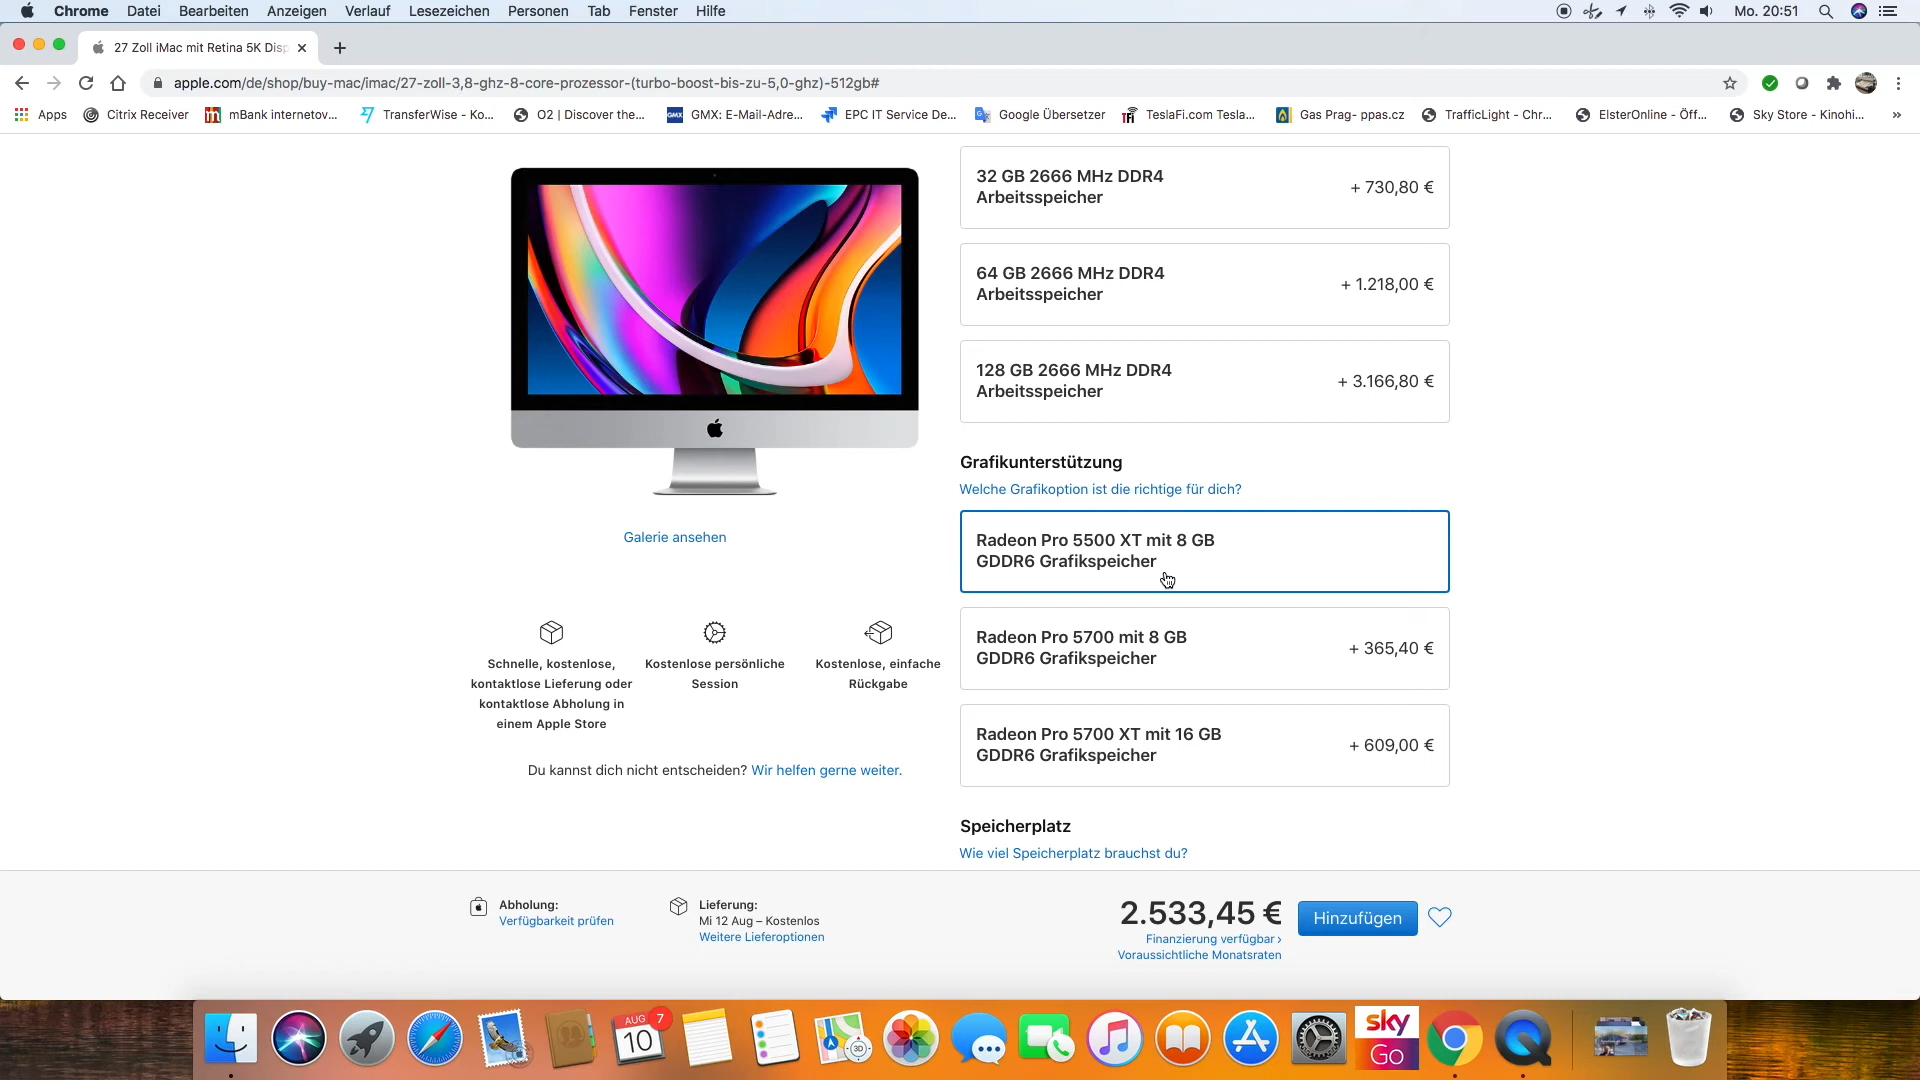 Chrome Datei Bearbeiten Anzeigen Verlauf Lesezeichen Personen Tab Fenster Hilfe Mo. 20:51
27 Zoll iMac mit Retina 5K Disp
apple.com/de/shop/buy-mac/imac/27-zoll-3,8-ghz-8-core-prozessor-(turbo-boost-bis-zu-5,0-ghz)-512gb#
Apps Citrix Receiver mBank internetov... TransferWise - Ko... O2 | Discover the... GMX GMX: E-Mail-Adre... EPC IT Service De... Google Übersetzer TeslaFi.com Tesla... Gas Prag- ppas.cz TrafficLight - Chr... ElsterOnline - Öff... Sky Store - Kinohi... »
32 GB 2666 MHz DDR4
Arbeitsspeicher
+ 730,80 €
64 GB 2666 MHz DDR4
Arbeitsspeicher
+ 1.218,00 €
128 GB 2666 MHz DDR4
Arbeitsspeicher
+ 3.166,80 €
Grafikunterstützung
Welche Grafikoption ist die richtige für dich?
Radeon Pro 5500 XT mit 8 GB
GDDR6 Grafikspeicher
Radeon Pro 5700 mit 8 GB
GDDR6 Grafikspeicher
+ 365,40 €
Radeon Pro 5700 XT mit 16 GB
GDDR6 Grafikspeicher
+ 609,00 €
Speicherplatz
Wie viel Speicherplatz brauchst du?
Galerie ansehen
Schnelle, kostenlose,
kontaktlose Lieferung oder
kontaktlose Abholung in
einem Apple Store
Kostenlose persönliche
Session
Kostenlose, einfache
Rückgabe
Du kannst dich nicht entscheiden? Wir helfen gerne weiter.
Abholung:
Verfügbarkeit prüfen
Lieferung:
Mi 12 Aug – Kostenlos
Weitere Lieferoptionen
2.533,45 €
Finanzierung verfügbar ›
Voraussichtliche Monatsraten
Hinzufügen
AUG
10
7
3D
sky
Go